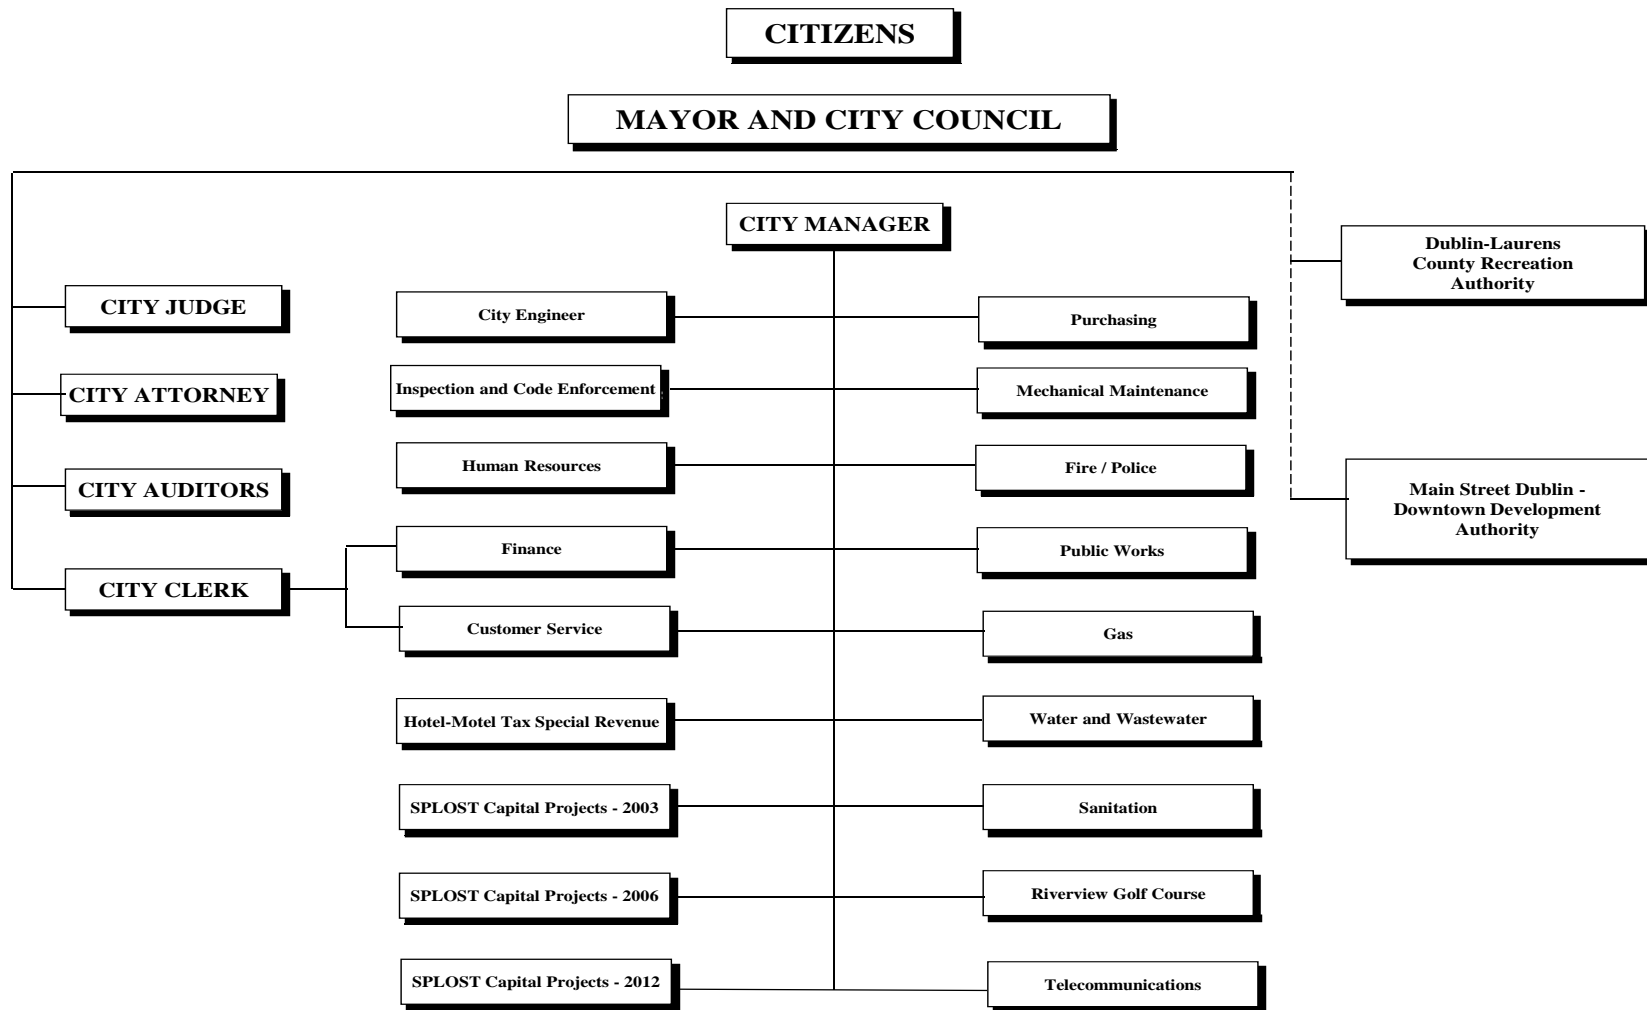 CITIZENS
MAYOR AND CITY COUNCIL
CITY MANAGER
Dublin-Laurens
County Recreation
Authority
CITY JUDGE
City Engineer
Purchasing
CITY ATTORNEY
Inspection and Code Enforcement
Mechanical Maintenance
Human Resources
Fire / Police
CITY AUDITORS
Main Street Dublin -
Downtown Development
Authority
Finance
Public Works
CITY CLERK
Customer Service
Gas
Hotel-Motel Tax Special Revenue
Water and Wastewater
SPLOST Capital Projects - 2003
Sanitation
SPLOST Capital Projects - 2006
Riverview Golf Course
SPLOST Capital Projects - 2012
Telecommunications